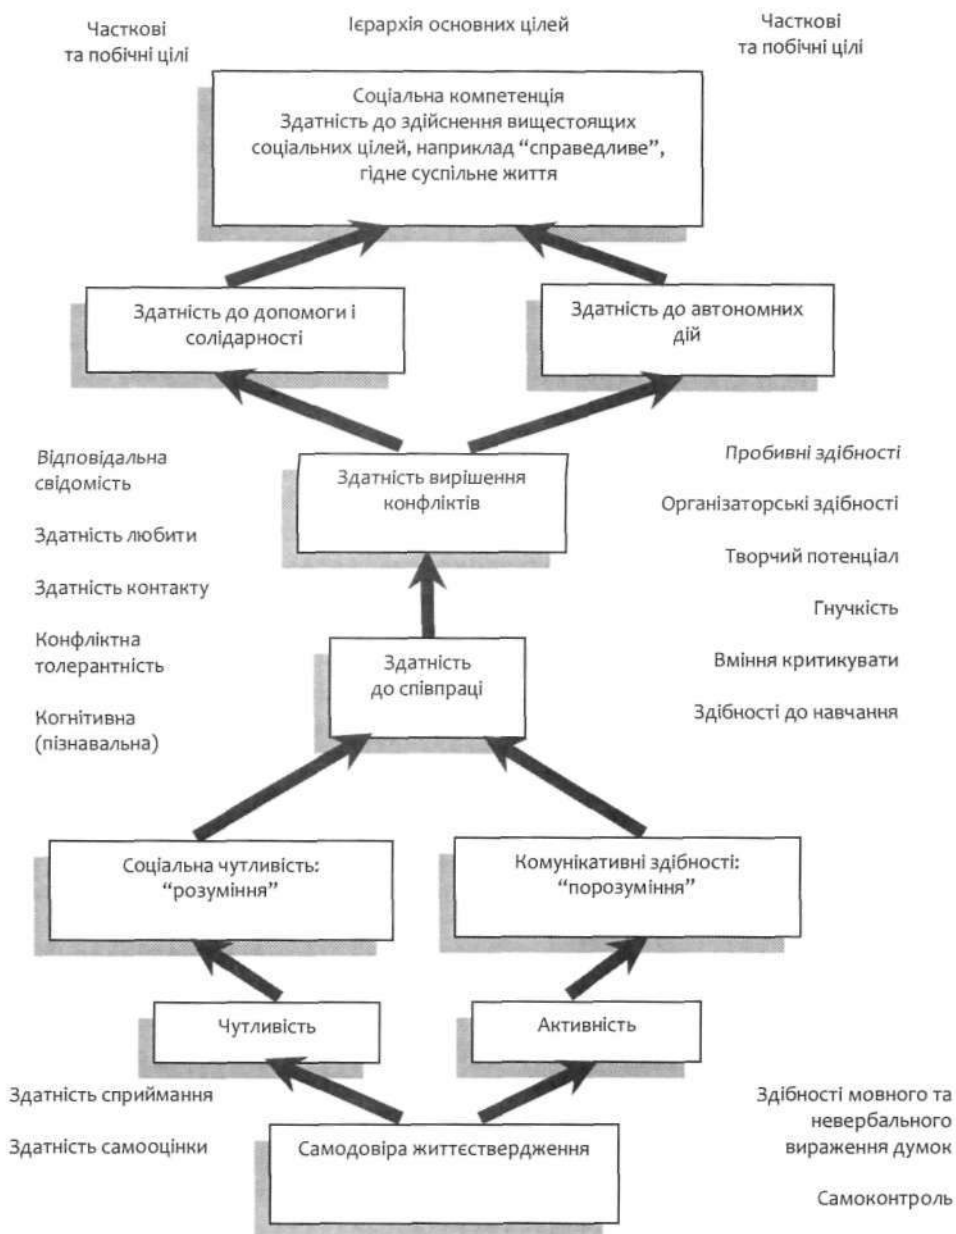 Часткові
та побічні цілі
Ієрархія основних цілей
Часткові
та побічні цілі
Соціальна компетенція
Здатність до здійснення вищестоящих
соціальних цілей, наприклад “справедливе”,
гідне суспільне життя
Здатність до допомоги і
солідарності
Здатність до автономних
дій
Відповідальна
свідомість
Здатність любити
Здатність контакту
Конфліктна
толерантність
Когнітивна
(пізнавальна)
Здатність вирішення
конфліктів
Здатність
до співпраці
Пробивні здібності
Організаторські здібності
Творчий потенціал
Гнучкість
Вміння критикувати
Здібності до навчання
Соціальна чутливість:
“розуміння”
Комунікативні здібності:
“порозуміння”
Чутливість
Активність
Здатність сприймання
Здатність самооцінки
Самодовіра життєствердження
Здібності мовного та
невербального
вираження думок
Самоконтроль